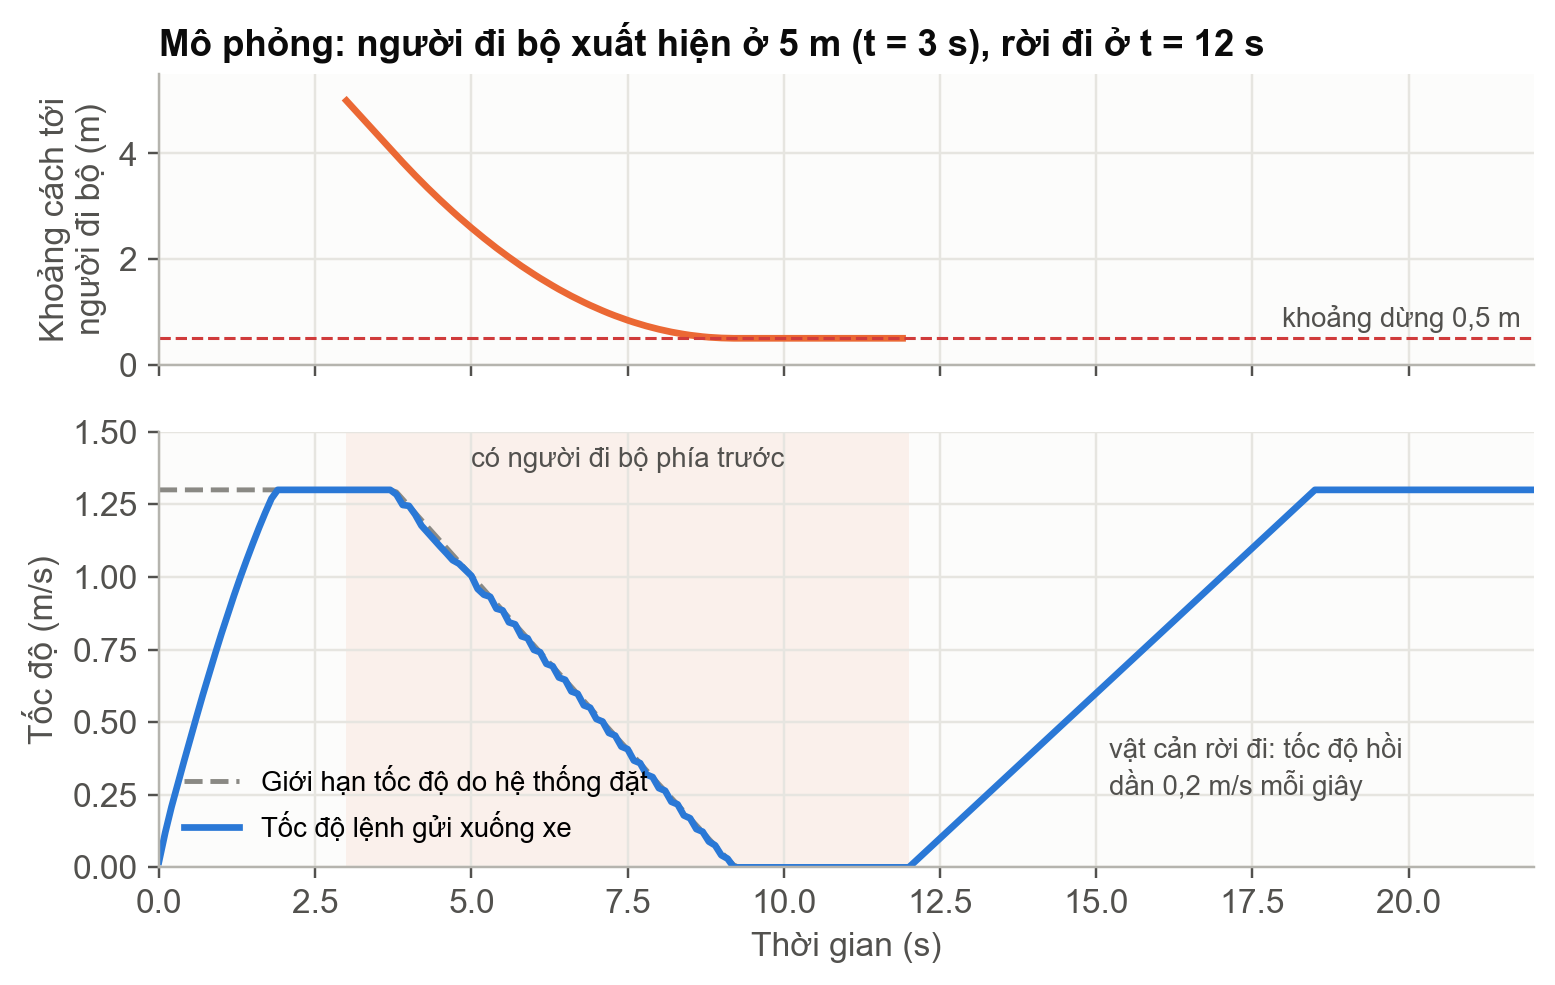 Mô phỏng: người đi bộ xuất hiện ở 5 m (t = 3 s), rời đi ở t = 12 s
Khoảng cách tới
người đi bộ (m)
4
2
0
khoảng dừng 0,5 m
Tốc độ (m/s)
1.50
1.25
1.00
0.75
0.50
0.25
0.00
có người đi bộ phía trước
vật cản rời đi: tốc độ hồi
dần 0,2 m/s mỗi giây
Giới hạn tốc độ do hệ thống đặt
Tốc độ lệnh gửi xuống xe
0.0 2.5 5.0 7.5 10.0 12.5 15.0 17.5 20.0
Thời gian (s)